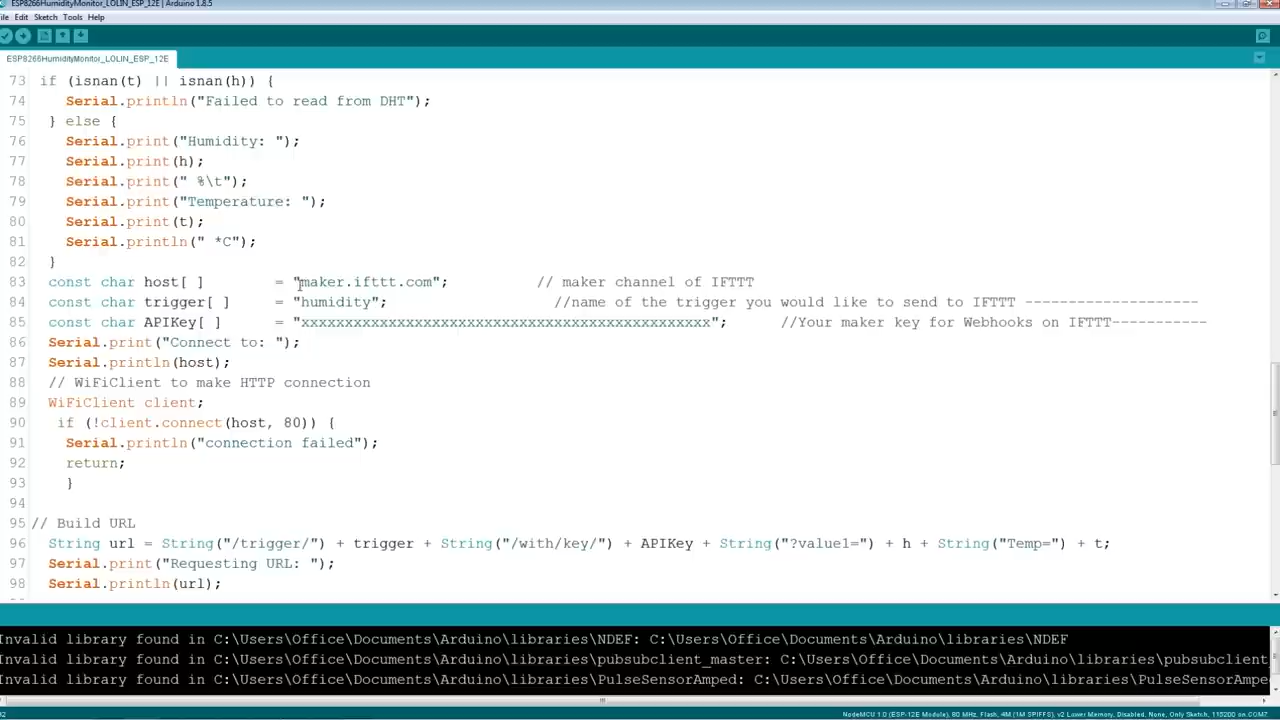 ESP8266HumidityMonitor_LOLIN_ESP_12E | Arduino 1.8.5
ile Edit Sketch Tools Help
ESP8266HumidityMonitor_LOLIN_ESP_12E
73 if (isnan(t) || isnan(h)) {
74 Serial.println("Failed to read from DHT");
75 } else {
76 Serial.print("Humidity: ");
77 Serial.print(h);
78 Serial.print(" %\t");
79 Serial.print("Temperature: ");
80 Serial.print(t);
81 Serial.println(" *C");
82 }
83 const char host[ ] = "maker.ifttt.com"; // maker channel of IFTTT
84 const char trigger[ ] = "humidity"; //name of the trigger you would like to send to IFTTT --------------------
85 const char APIKey[ ] = "xxxxxxxxxxxxxxxxxxxxxxxxxxxxxxxxxxxxxxxxxxxxxxx"; //Your maker key for Webhooks on IFTTT-----------
86 Serial.print("Connect to: ");
87 Serial.println(host);
88 // WiFiClient to make HTTP connection
89 WiFiClient client;
90 if (!client.connect(host, 80)) {
91 Serial.println("connection failed");
92 return;
93 }
94
95 // Build URL
96 String url = String("/trigger/") + trigger + String("/with/key/") + APIKey + String("?value1=") + h + String("Temp=") + t;
97 Serial.print("Requesting URL: ");
98 Serial.println(url);
Invalid library found in C:\Users\Office\Documents\Arduino\libraries\NDEF: C:\Users\Office\Documents\Arduino\libraries\NDEF
Invalid library found in C:\Users\Office\Documents\Arduino\libraries\pubsubclient_master: C:\Users\Office\Documents\Arduino\libraries\pubsubclient_
Invalid library found in C:\Users\Office\Documents\Arduino\libraries\PulseSensorAmped: C:\Users\Office\Documents\Arduino\libraries\PulseSensorAmpe
92 NodeMCU 1.0 (ESP-12E Module), 80 MHz, Flash, 4M (1M SPIFFS), v2 Lower Memory, Disabled, None, Only Sketch, 115200 on COM7